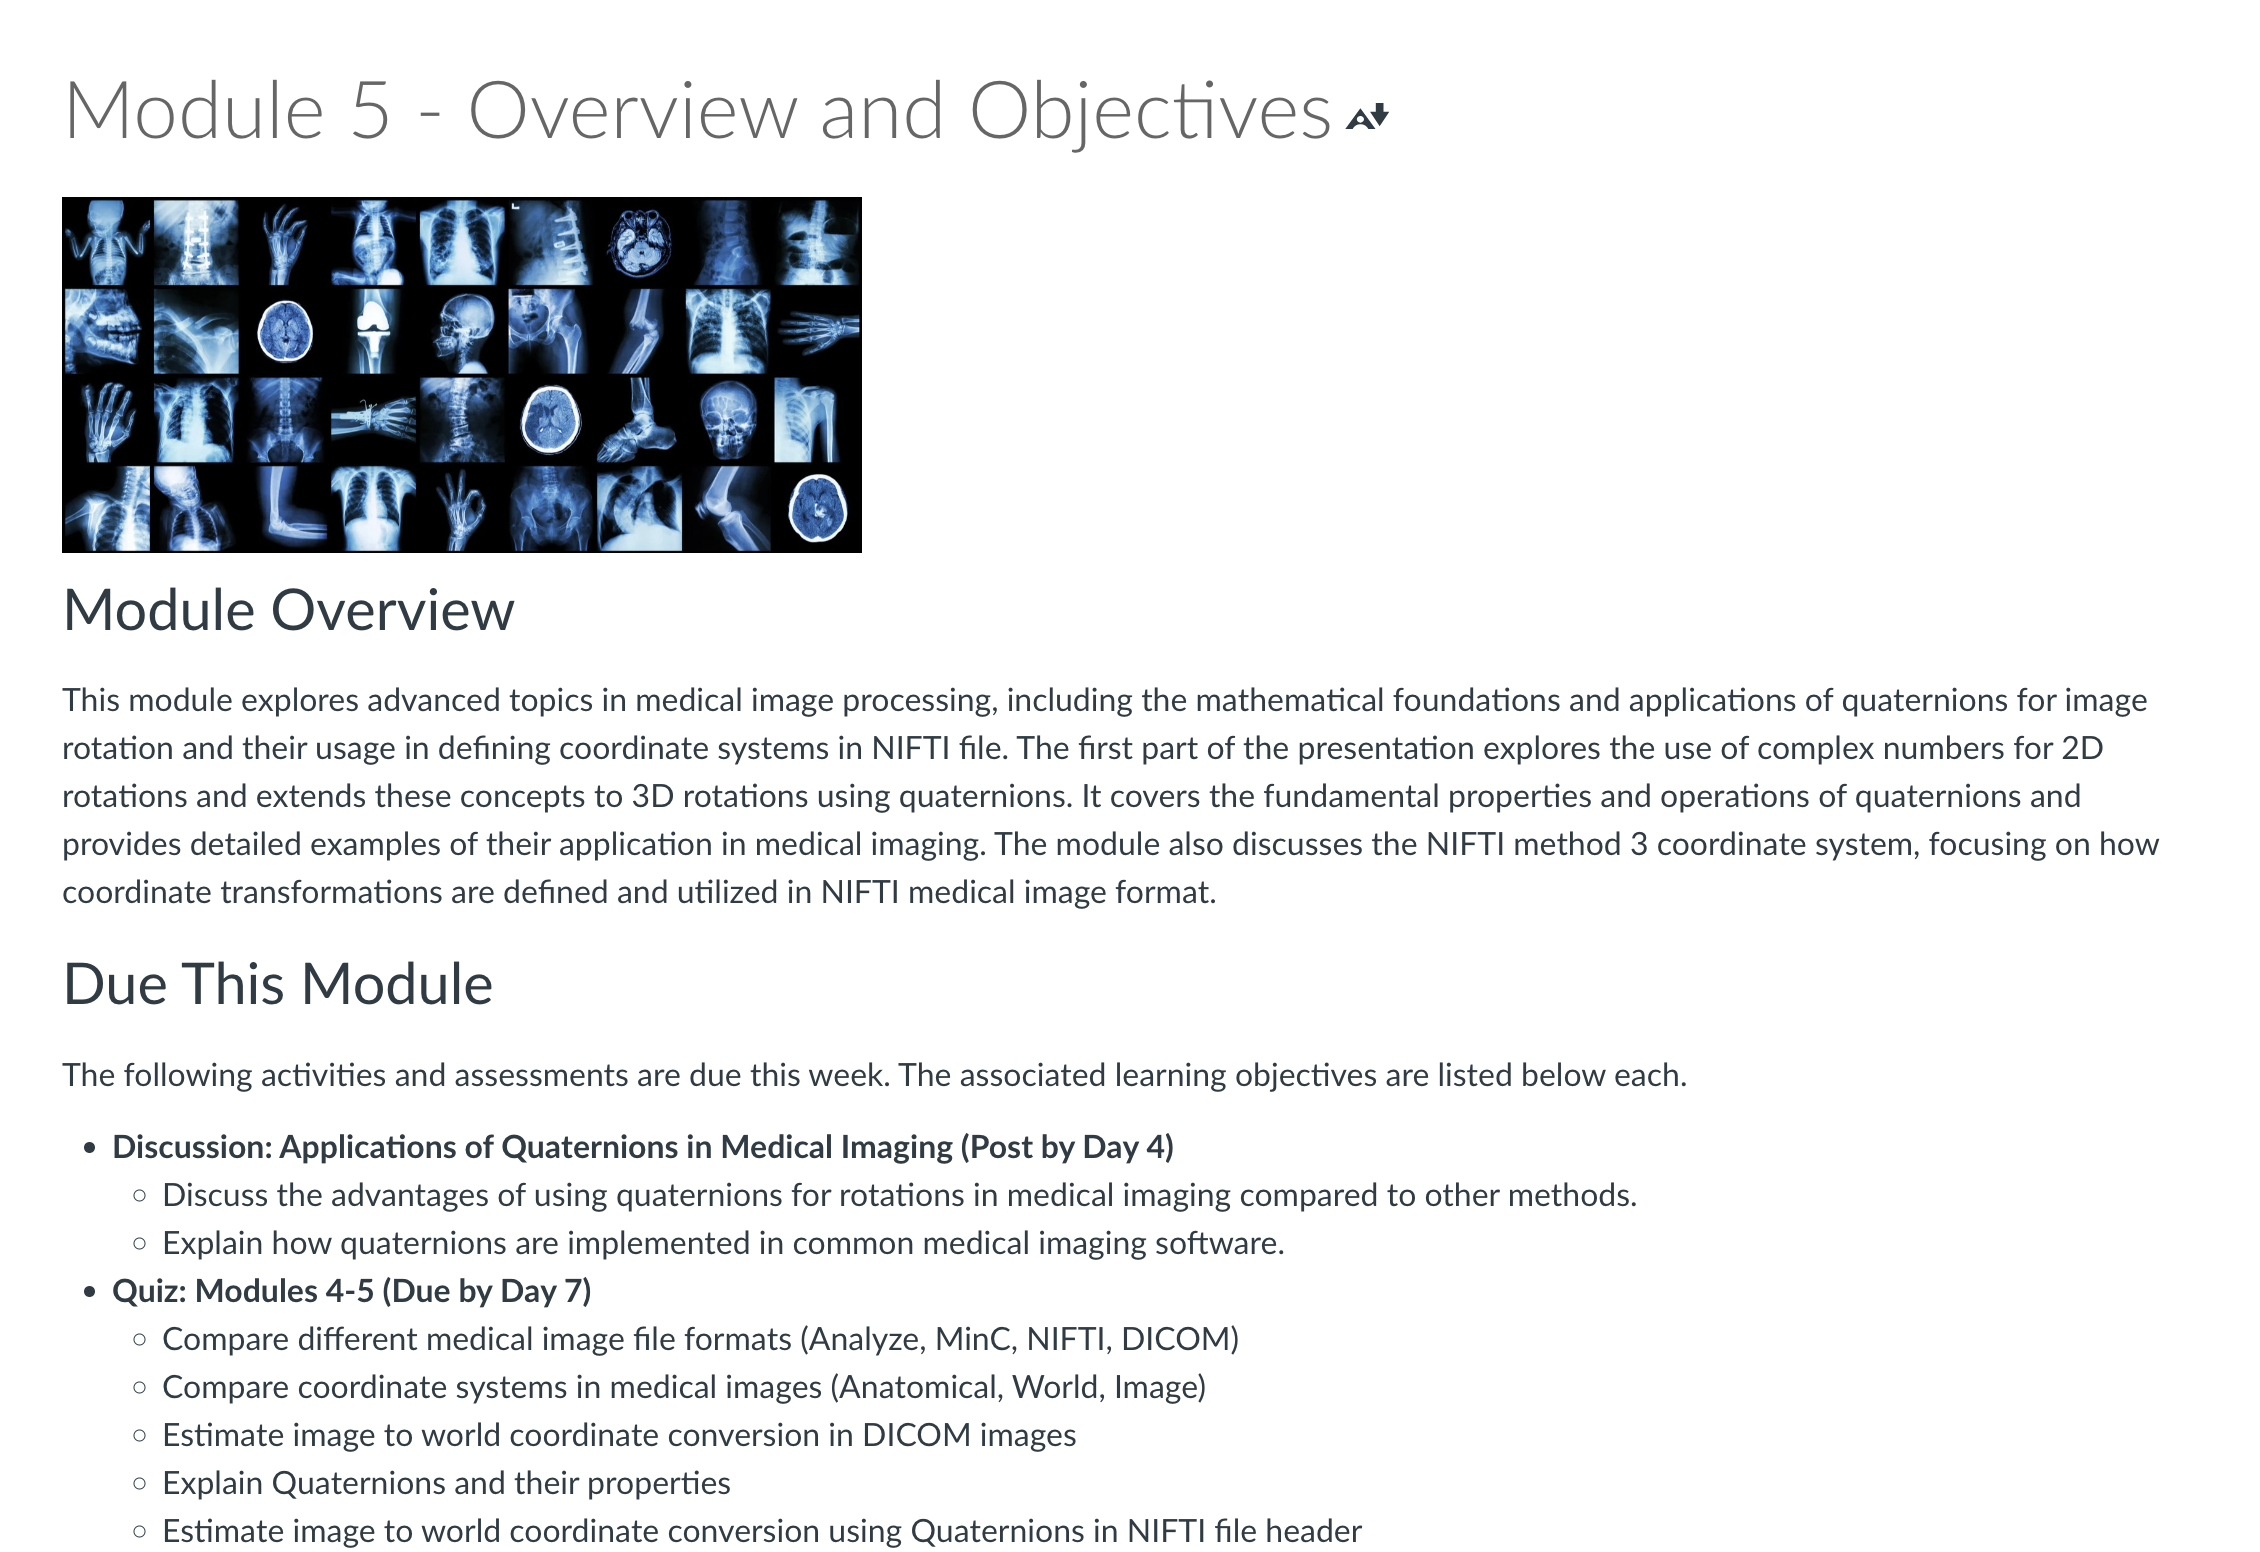 Module 5 - Overview and Objectives
Module Overview
This module explores advanced topics in medical image processing, including the mathematical foundations and applications of quaternions for image
rotation and their usage in defining coordinate systems in NIFTI file. The first part of the presentation explores the use of complex numbers for 2D
rotations and extends these concepts to 3D rotations using quaternions. It covers the fundamental properties and operations of quaternions and
provides detailed examples of their application in medical imaging. The module also discusses the NIFTI method 3 coordinate system, focusing on how
coordinate transformations are defined and utilized in NIFTI medical image format.
Due This Module
The following activities and assessments are due this week. The associated learning objectives are listed below each.
• Discussion: Applications of Quaternions in Medical Imaging (Post by Day 4)
○ Discuss the advantages of using quaternions for rotations in medical imaging compared to other methods.
○ Explain how quaternions are implemented in common medical imaging software.
• Quiz: Modules 4-5 (Due by Day 7)
○ Compare different medical image file formats (Analyze, MinC, NIFTI, DICOM)
○ Compare coordinate systems in medical images (Anatomical, World, Image)
○ Estimate image to world coordinate conversion in DICOM images
○ Explain Quaternions and their properties
○ Estimate image to world coordinate conversion using Quaternions in NIFTI file header